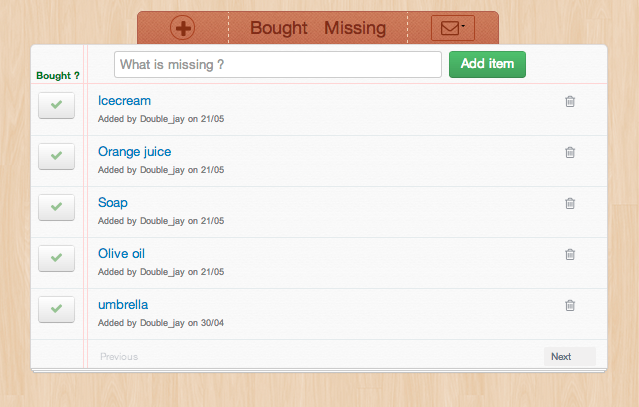 Bought Missing
Bought ?
What is missing ?
Add item
Icecream
Added by Double_jay on 21/05
Orange juice
Added by Double_jay on 21/05
Soap
Added by Double_jay on 21/05
Olive oil
Added by Double_jay on 21/05
umbrella
Added by Double_jay on 30/04
Previous
Next